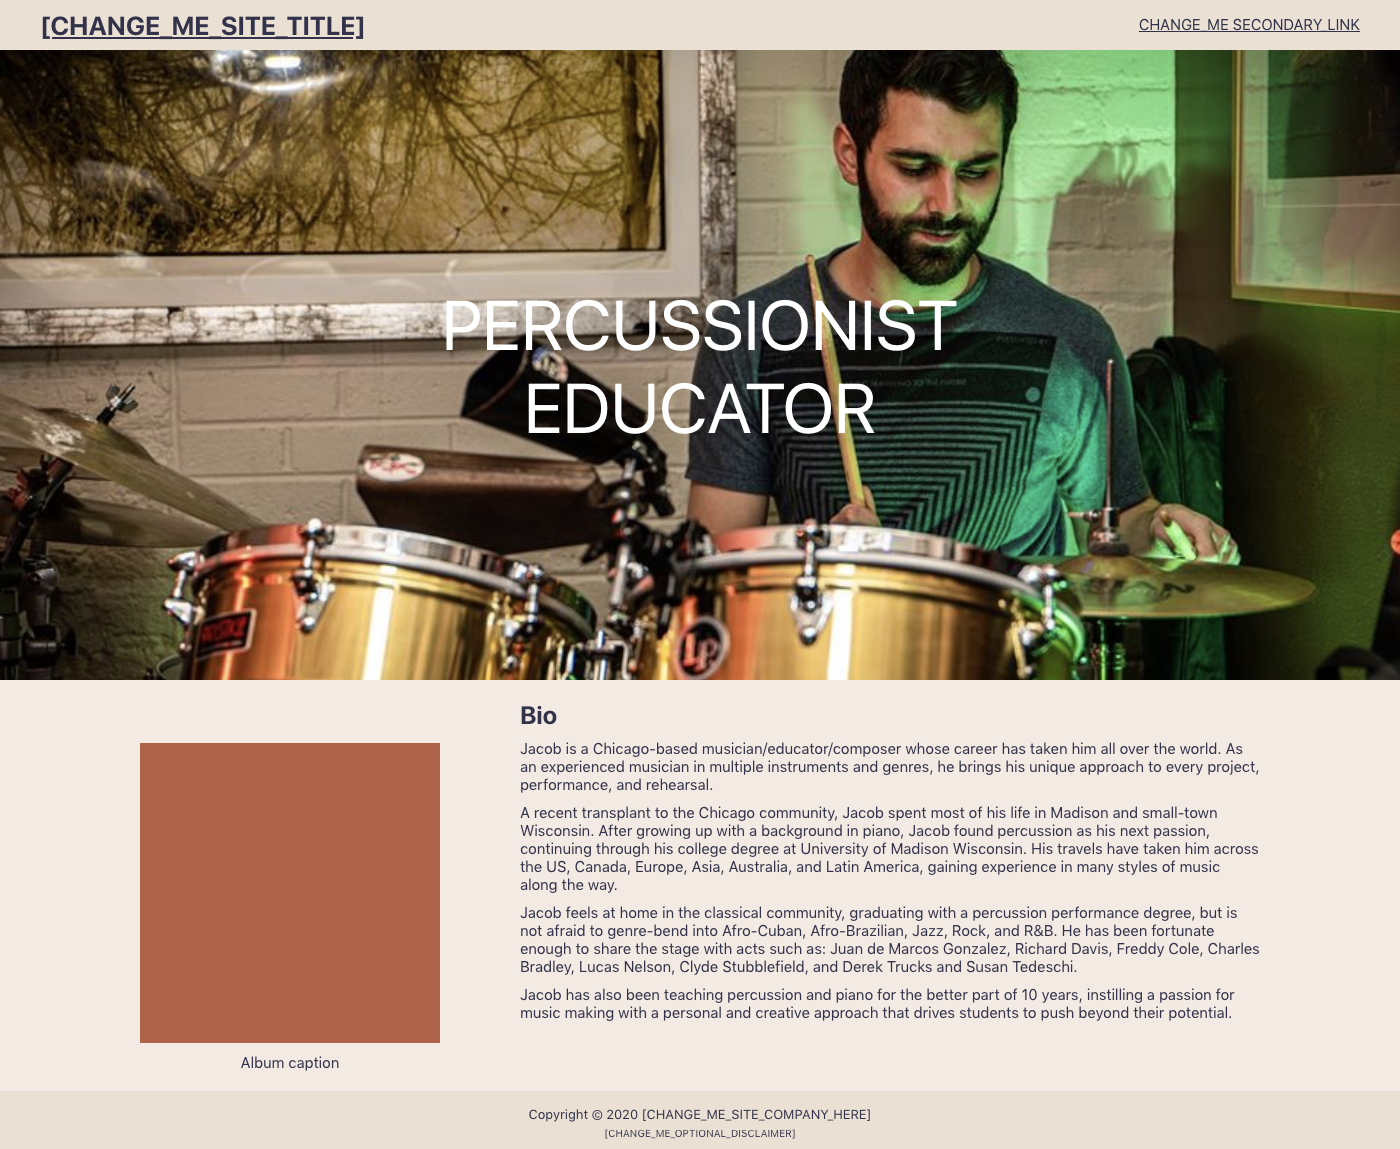 [CHANGE_ME_SITE_TITLE]
CHANGE_ME SECONDARY_LINK
PERCUSSIONIST
EDUCATOR
LP
Bio
Jacob is a Chicago-based musician/educator/composer whose career has taken him all over the world. As
an experienced musician in multiple instruments and genres, he brings his unique approach to every project,
performance, and rehearsal.
A recent transplant to the Chicago community, Jacob spent most of his life in Madison and small-town
Wisconsin. After growing up with a background in piano, Jacob found percussion as his next passion,
continuing through his college degree at University of Madison Wisconsin. His travels have taken him across
the US, Canada, Europe, Asia, Australia, and Latin America, gaining experience in many styles of music
along the way.
Jacob feels at home in the classical community, graduating with a percussion performance degree, but is
not afraid to genre-bend into Afro-Cuban, Afro-Brazilian, Jazz, Rock, and R&B. He has been fortunate
enough to share the stage with acts such as: Juan de Marcos Gonzalez, Richard Davis, Freddy Cole, Charles
Bradley, Lucas Nelson, Clyde Stubblefield, and Derek Trucks and Susan Tedeschi.
Jacob has also been teaching percussion and piano for the better part of 10 years, instilling a passion for
music making with a personal and creative approach that drives students to push beyond their potential.
Album caption
Copyright © 2020 [CHANGE_ME_SITE_COMPANY_HERE]
[CHANGE_ME_OPTIONAL_DISCLAIMER]